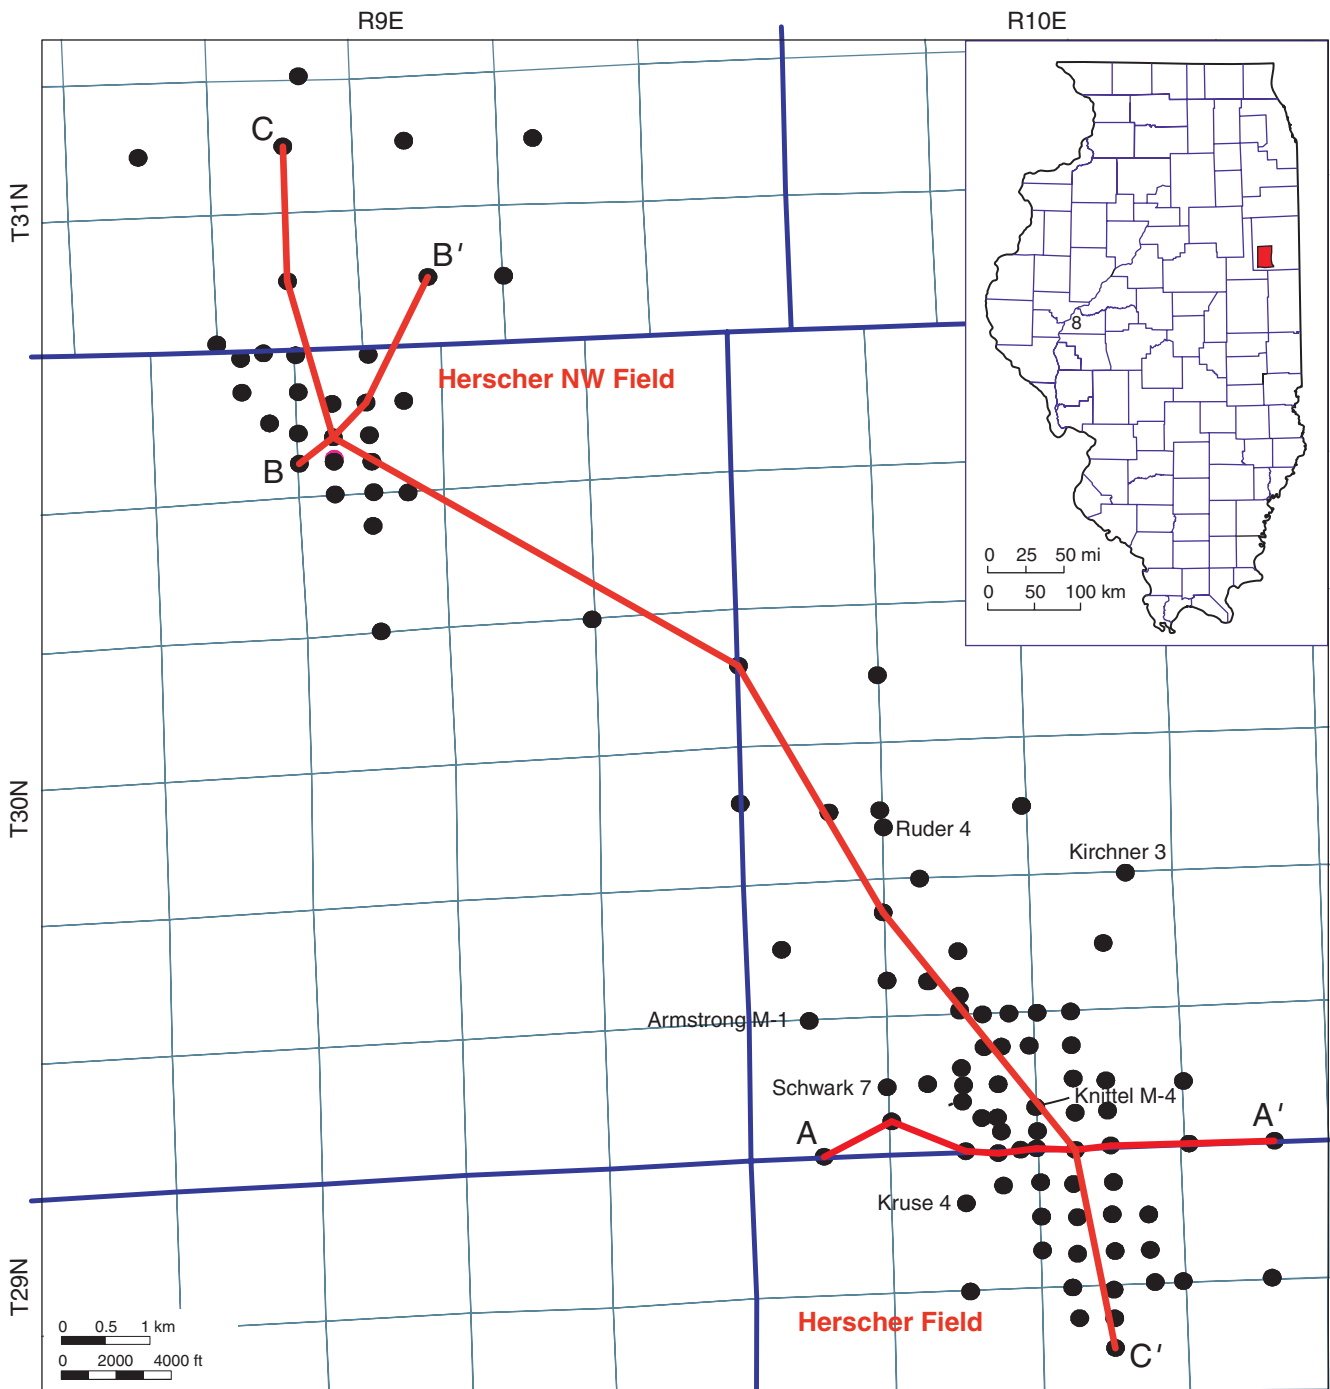 R9E R10E
T31N
C
B'
Herscher NW Field
B
8
0 25 50 mi
0 50 100 km
T30N
Ruder 4
Kirchner 3
Armstrong M-1
Schwark 7
Knittel M-4
A
A'
Kruse 4
T29N
Herscher Field
C'
0 0.5 1 km
0 2000 4000 ft